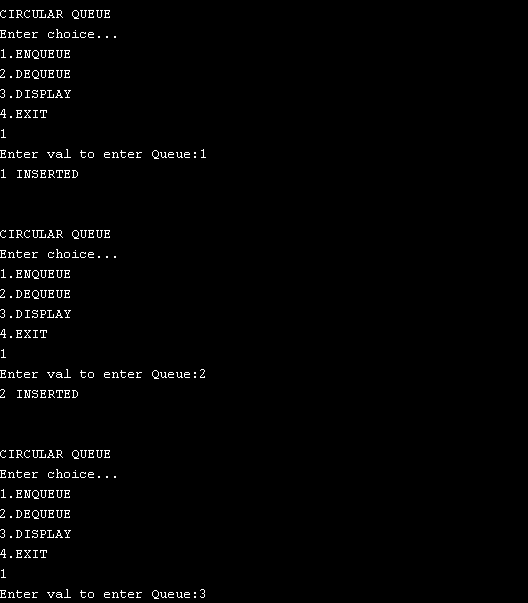 CIRCULAR QUEUE
Enter choice...
1.ENQUEUE
2.DEQUEUE
3.DISPLAY
4.EXIT
1
Enter val to enter Queue:1
1 INSERTED
CIRCULAR QUEUE
Enter choice...
1.ENQUEUE
2.DEQUEUE
3.DISPLAY
4.EXIT
1
Enter val to enter Queue:2
2 INSERTED
CIRCULAR QUEUE
Enter choice...
1.ENQUEUE
2.DEQUEUE
3.DISPLAY
4.EXIT
1
Enter val to enter Queue:3